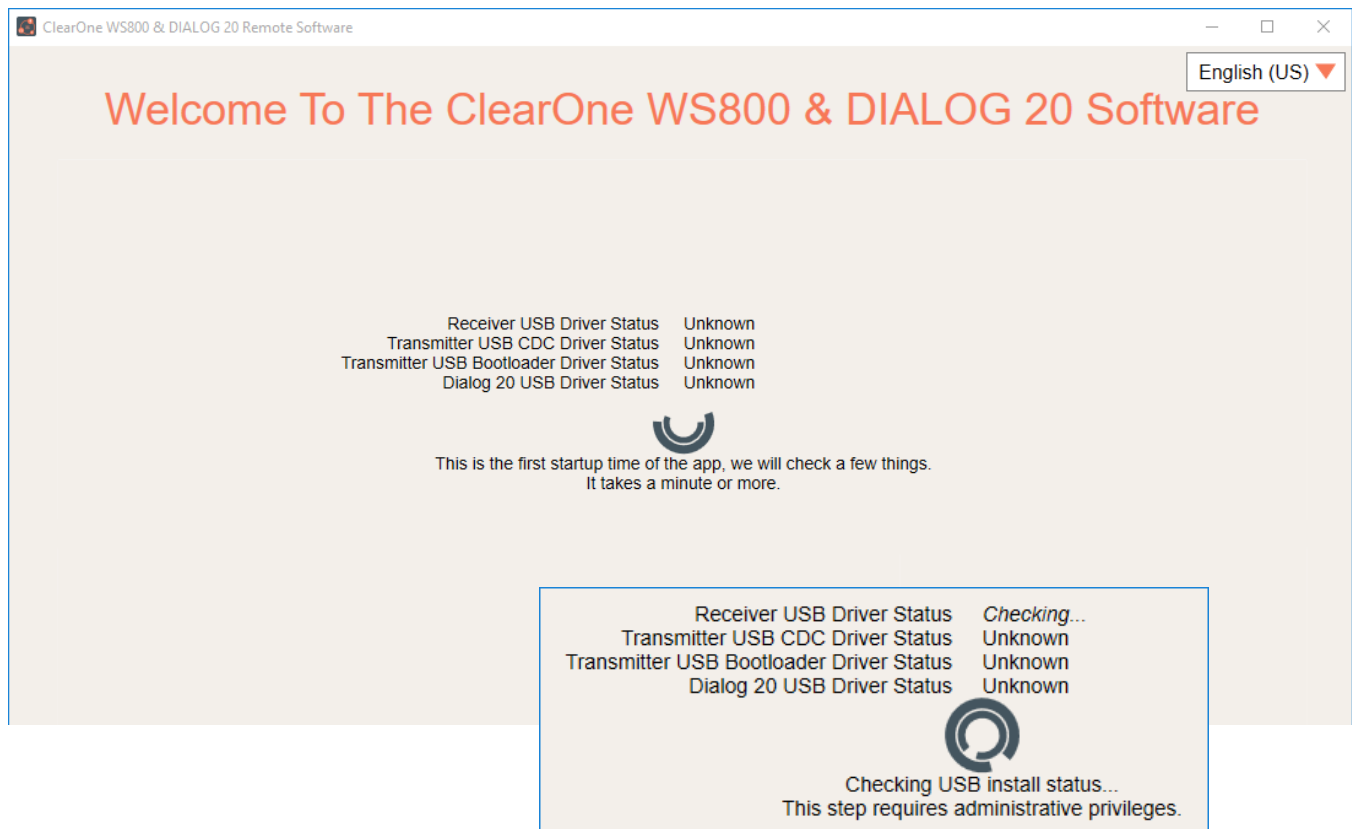 ClearOne WS800 & DIALOG 20 Remote Software
English (US)
Welcome To The ClearOne WS800 & DIALOG 20 Software
Receiver USB Driver Status Unknown
Transmitter USB CDC Driver Status Unknown
Transmitter USB Bootloader Driver Status Unknown
Dialog 20 USB Driver Status Unknown
This is the first startup time of the app, we will check a few things.
It takes a minute or more.
Receiver USB Driver Status Checking...
Transmitter USB CDC Driver Status Unknown
Transmitter USB Bootloader Driver Status Unknown
Dialog 20 USB Driver Status Unknown
Checking USB install status...
This step requires administrative privileges.